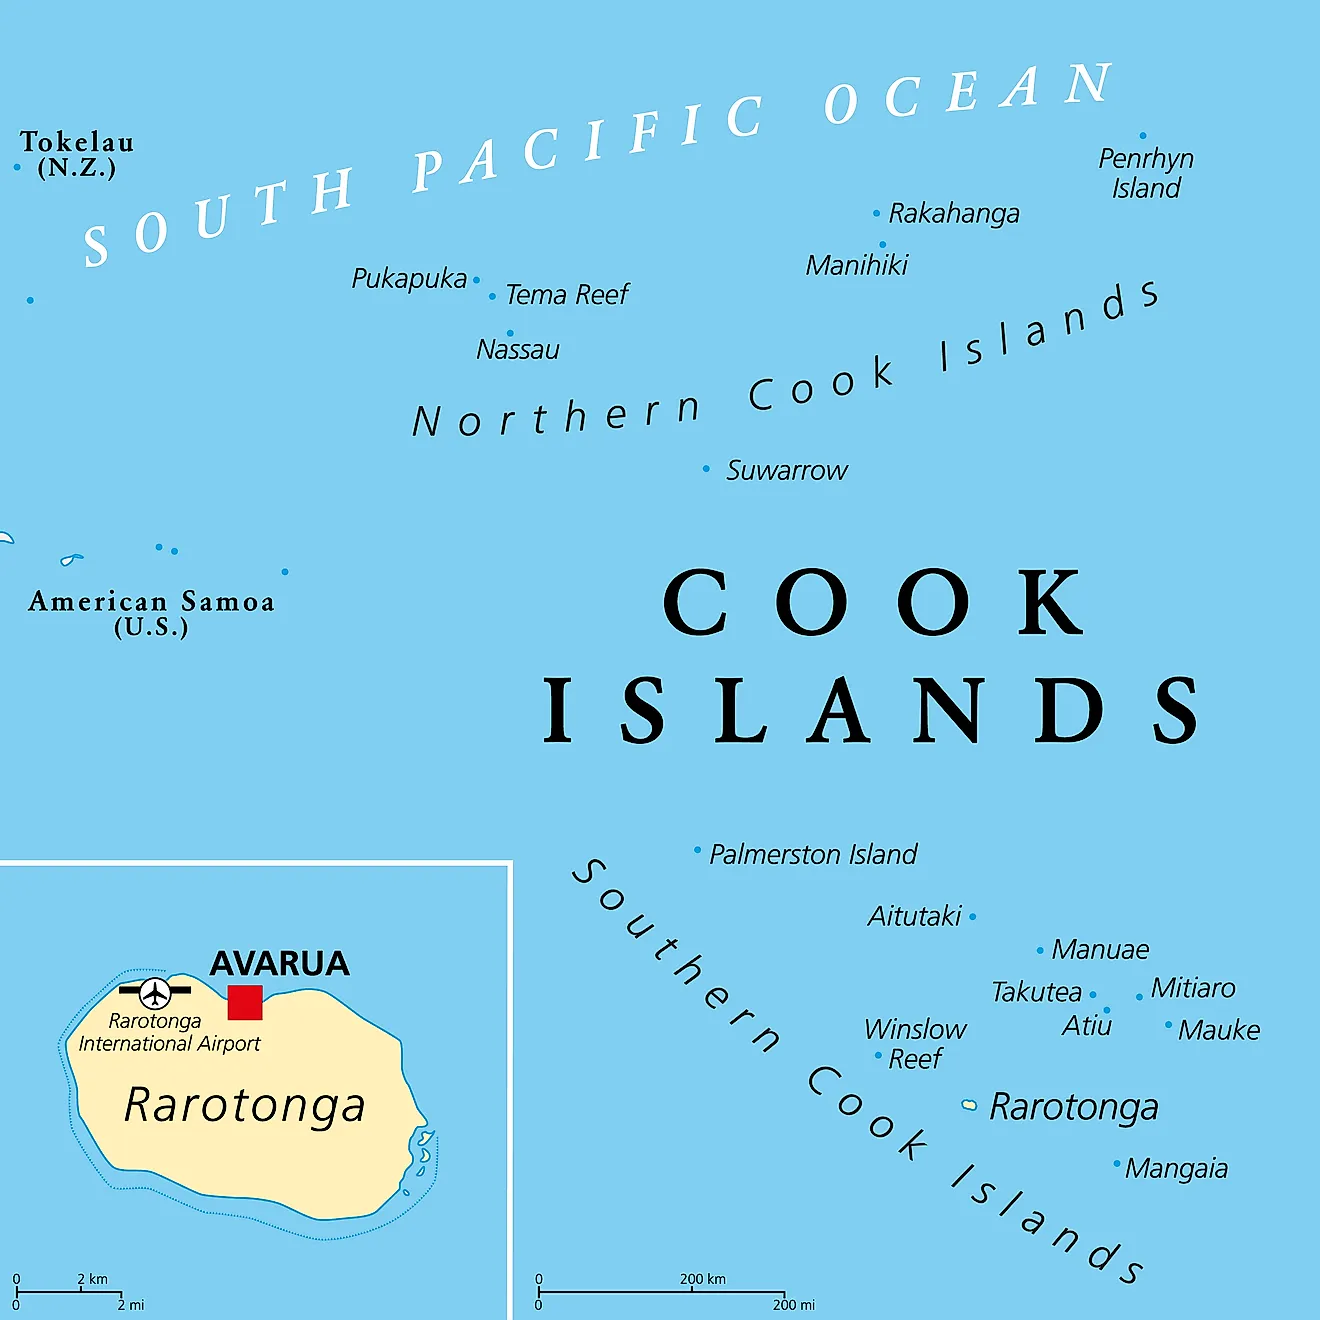 SOUTH PACIFIC OCEAN
Tokelau
(N.Z.)
Penrhyn
Island
Rakahanga
Manihiki
Pukapuka
Tema Reef
Nassau
Northern Cook Islands
Suwarrow
American Samoa
(U.S.)
COOK
ISLANDS
Palmerston Island
Aitutaki
Manuae
Takutea
Mitiaro
Atiu
Mauke
Winslow
Reef
Rarotonga
Mangaia
Southern Cook Islands
AVARUA
Rarotonga
International Airport
Rarotonga
0 2 km
0 2 mi
0 200 km
0 200 mi